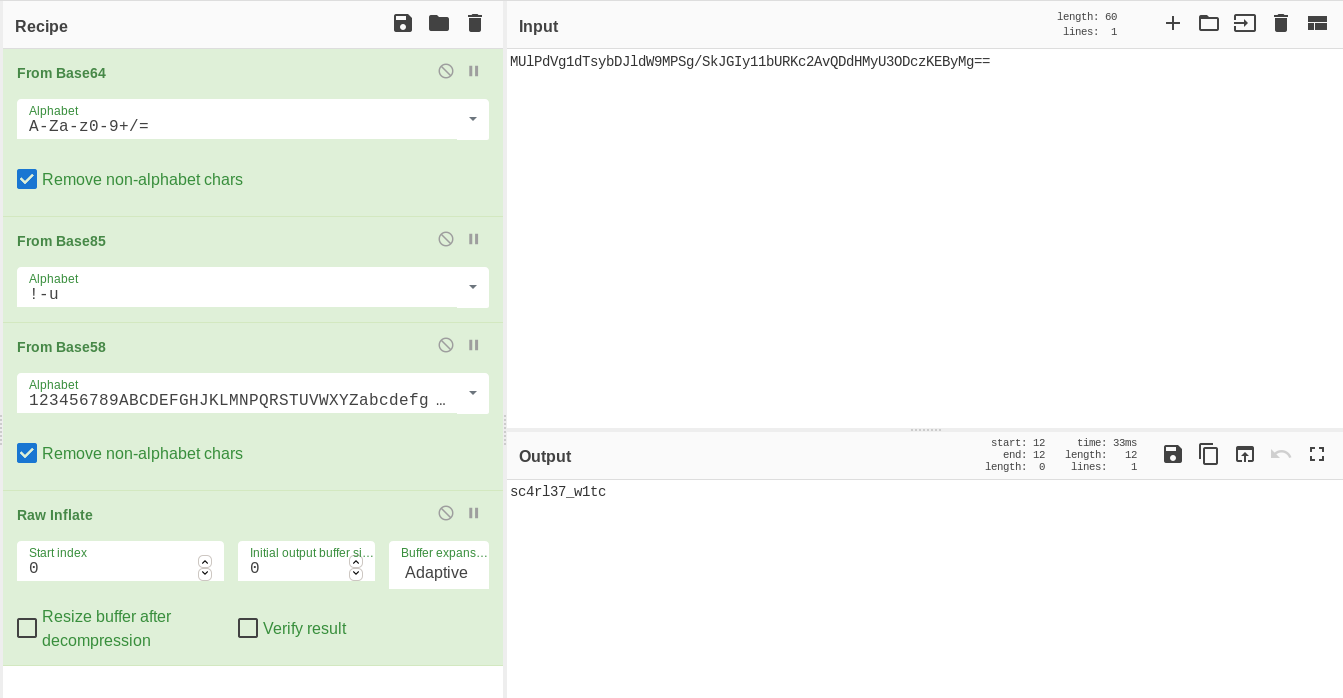 Recipe
From Base64
Alphabet
A-Za-z0-9+/=
Remove non-alphabet chars
From Base85
Alphabet
!-u
From Base58
Alphabet
123456789ABCDEFGHJKLMNPQRSTUVWXYZabcdefg …
Remove non-alphabet chars
Raw Inflate
Start index
0
Initial output buffer si…
0
Buffer expans…
Adaptive
Resize buffer after
decompression
Verify result
Input
length: 60
lines: 1
MUlPdVg1dTsybDJldW9MPSg/SkJGIy11bURKc2AvQDdHMyU3ODczKEByMg==
Output
start: 12
end: 12
length: 0
time: 33ms
length: 12
lines: 1
sc4rl37_w1tc